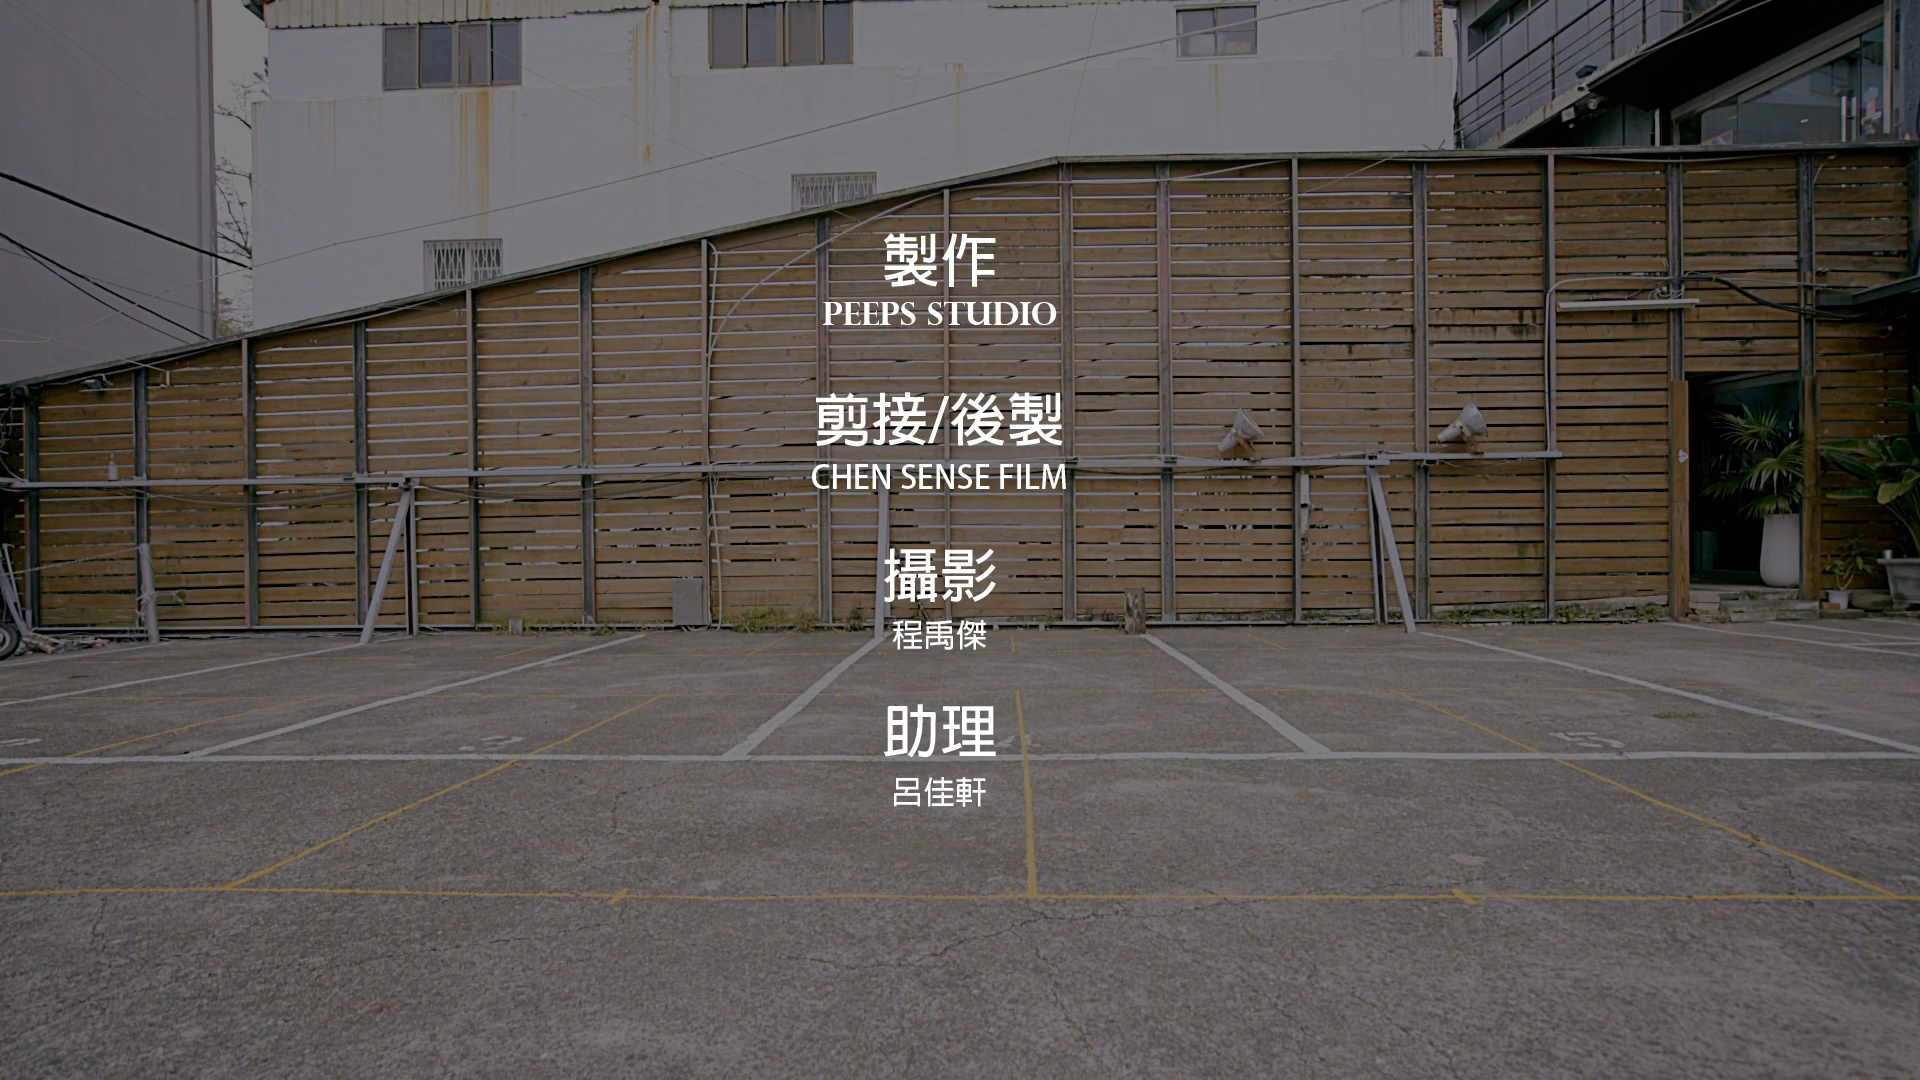 製作
PEEPS STUDIO
剪接/後製
CHEN SENSE FILM
攝影
程禹傑
助理
呂佳軒